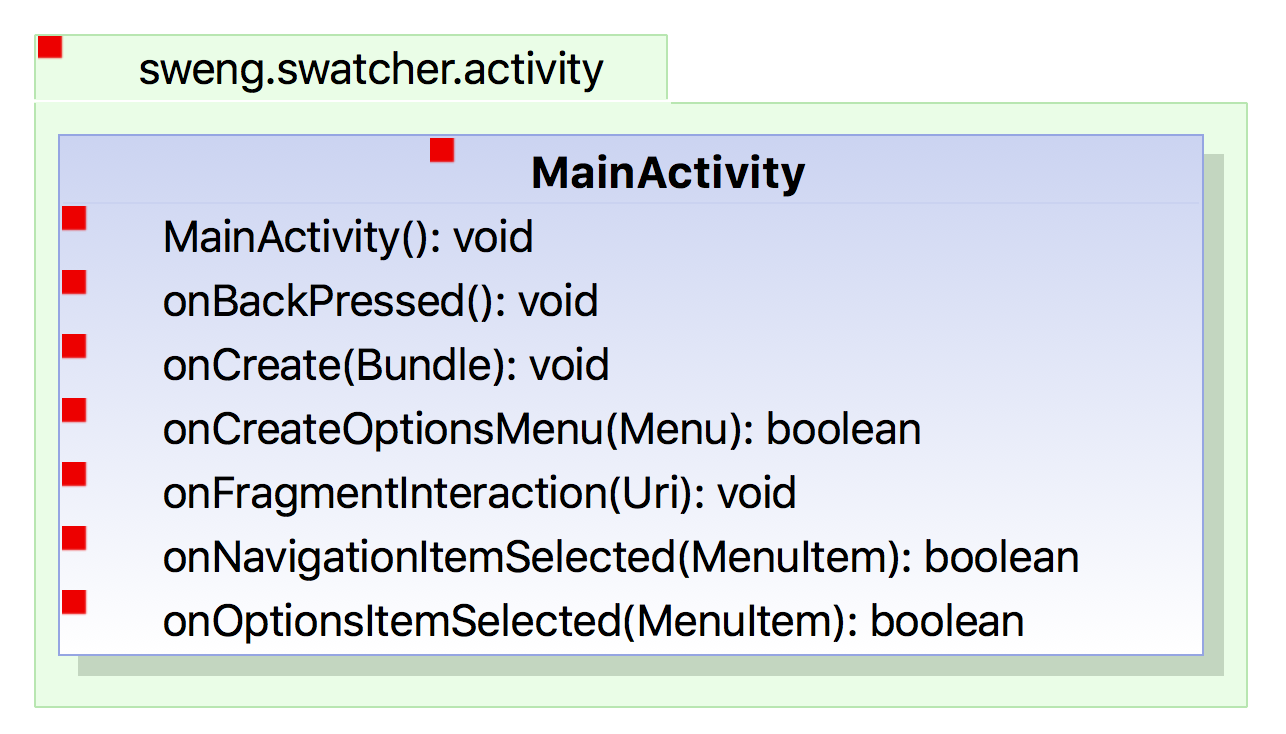 sweng.swatcher.activity
MainActivity
MainActivity(): void
onBackPressed(): void
onCreate(Bundle): void
onCreateOptionsMenu(Menu): boolean
onFragmentInteraction(Uri): void
onNavigationItemSelected(MenuItem): boolean
onOptionsItemSelected(MenuItem): boolean